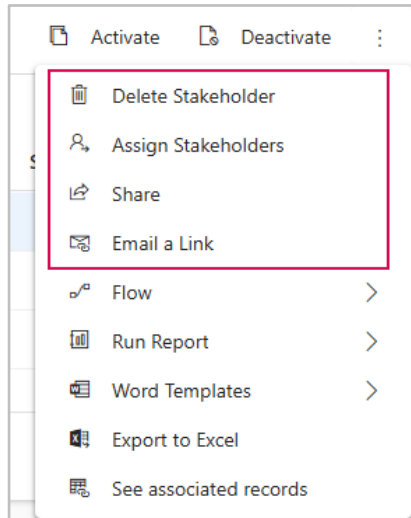 Activate Deactivate
Delete Stakeholder
Assign Stakeholders
Share
Email a Link
Flow
Run Report
Word Templates
Export to Excel
See associated records